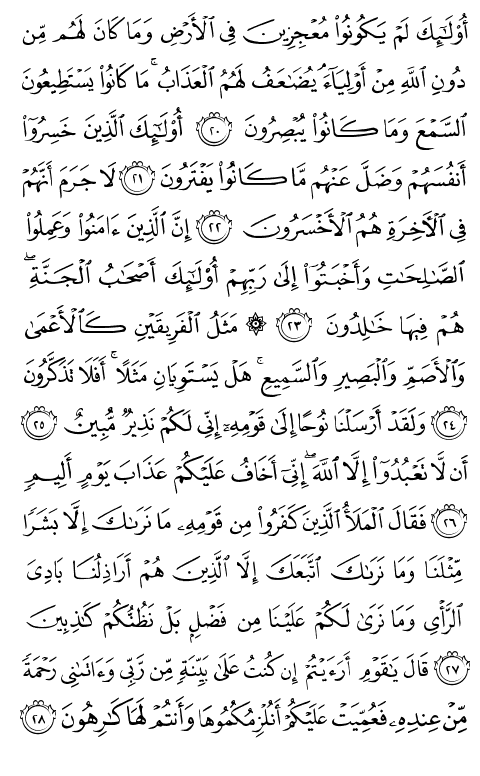 أُو۟لَـٰٓئِكَ لَمْ يَكُونُوا۟ مُعْجِزِينَ فِى ٱلْأَرْضِ وَمَا كَانَ لَهُم مِّن
دُونِ ٱللَّهِ مِنْ أَوْلِيَآءَ ۘ يُضَـٰعَفُ لَهُمُ ٱلْعَذَابُ ۚ مَا كَانُوا۟ يَسْتَطِيعُونَ
ٱلسَّمْعَ وَمَا كَانُوا۟ يُبْصِرُونَ ٢٠ أُو۟لَـٰٓئِكَ ٱلَّذِينَ خَسِرُوٓا۟
أَنفُسَهُمْ وَضَلَّ عَنْهُم مَّا كَانُوا۟ يَفْتَرُونَ ٢١ لَا جَرَمَ أَنَّهُمْ
فِى ٱلْـَٔاخِرَةِ هُمُ ٱلْأَخْسَرُونَ ٢٢ إِنَّ ٱلَّذِينَ ءَامَنُوا۟ وَعَمِلُوا۟
ٱلصَّـٰلِحَـٰتِ وَأَخْبَتُوٓا۟ إِلَىٰ رَبِّهِمْ أُو۟لَـٰٓئِكَ أَصْحَـٰبُ ٱلْجَنَّةِ ۖ
هُمْ فِيهَا خَـٰلِدُونَ ٢٣ ۞ مَثَلُ ٱلْفَرِيقَيْنِ كَٱلْأَعْمَىٰ
وَٱلْأَصَمِّ وَٱلْبَصِيرِ وَٱلسَّمِيعِ ۚ هَلْ يَسْتَوِيَانِ مَثَلًا ۚ أَفَلَا تَذَكَّرُونَ
٢٤ وَلَقَدْ أَرْسَلْنَا نُوحًا إِلَىٰ قَوْمِهِۦٓ إِنِّى لَكُمْ نَذِيرٌ مُّبِينٌ ٢٥
أَن لَّا تَعْبُدُوٓا۟ إِلَّا ٱللَّهَ ۖ إِنِّىٓ أَخَافُ عَلَيْكُمْ عَذَابَ يَوْمٍ أَلِيمٍ
٢٦ فَقَالَ ٱلْمَلَأُ ٱلَّذِينَ كَفَرُوا۟ مِن قَوْمِهِۦ مَا نَرَىٰكَ إِلَّا بَشَرًا
مِّثْلَنَا وَمَا نَرَىٰكَ ٱتَّبَعَكَ إِلَّا ٱلَّذِينَ هُمْ أَرَاذِلُنَا بَادِىَ
ٱلرَّأْىِ وَمَا نَرَىٰ لَكُمْ عَلَيْنَا مِن فَضْلٍۭ بَلْ نَظُنُّكُمْ كَـٰذِبِينَ
٢٧ قَالَ يَـٰقَوْمِ أَرَءَيْتُمْ إِن كُنتُ عَلَىٰ بَيِّنَةٍ مِّن رَّبِّى وَءَاتَىٰنِى رَحْمَةً
مِّنْ عِندِهِۦ فَعُمِّيَتْ عَلَيْكُمْ أَنُلْزِمُكُمُوهَا وَأَنتُمْ لَهَا كَـٰرِهُونَ ٢٨